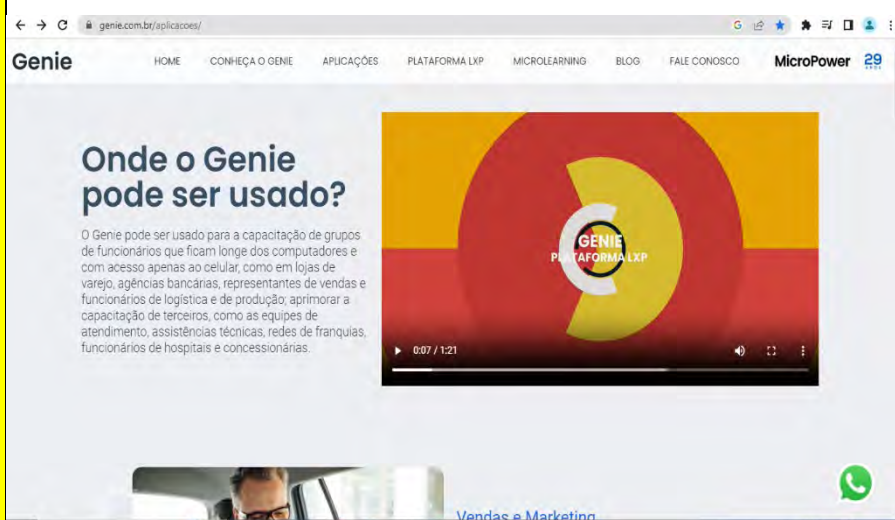 genie.com.br/aplicacoes/
Genie
HOME CONHEÇA O GENIE APLICAÇÕES PLATAFORMA LXP MICROLEARNING BLOG FALE CONOSCO
MicroPower 29
ANOS
Onde o Genie
pode ser usado?
O Genie pode ser usado para a capacitação de grupos
de funcionários que ficam longe dos computadores e
com acesso apenas ao celular, como em lojas de
varejo, agências bancárias, representantes de vendas e
funcionários de logística e de produção; aprimorar a
capacitação de terceiros, como as equipes de
atendimento, assistências técnicas, redes de franquias,
funcionários de hospitais e concessionárias.
GENIE
PLATAFORMA LXP
0:07 / 1:21
Vendas e Marketing